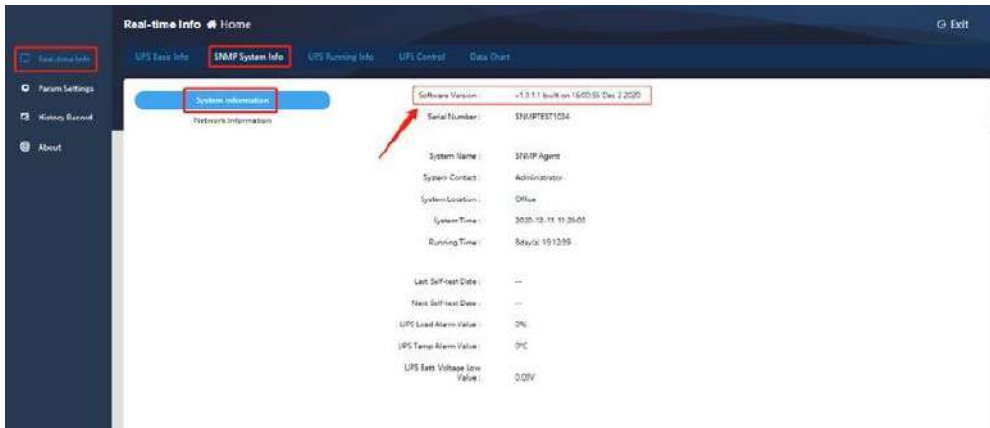 Real-time Info Home
Exit
Real-time Info
Param Settings
History Record
About
UPS Base Info SNMP System Info UPS Running Info UPS Control Data Chart
System Information
Network Information
Software Version : v1.3.1.1 built on 16:00:55 Dec 2 2020
Serial Number : SNMPTEST1034
System Name : SNMP Agent
System Contact : Administrator
System Location : Office
System Time :
Running Time :
Last Self-test Date : --
Next Self-test Date : --
UPS Load Alarm Value : 0%
UPS Temp Alarm Value : 0°C
UPS Batt Voltage Low
Value : 0.00V